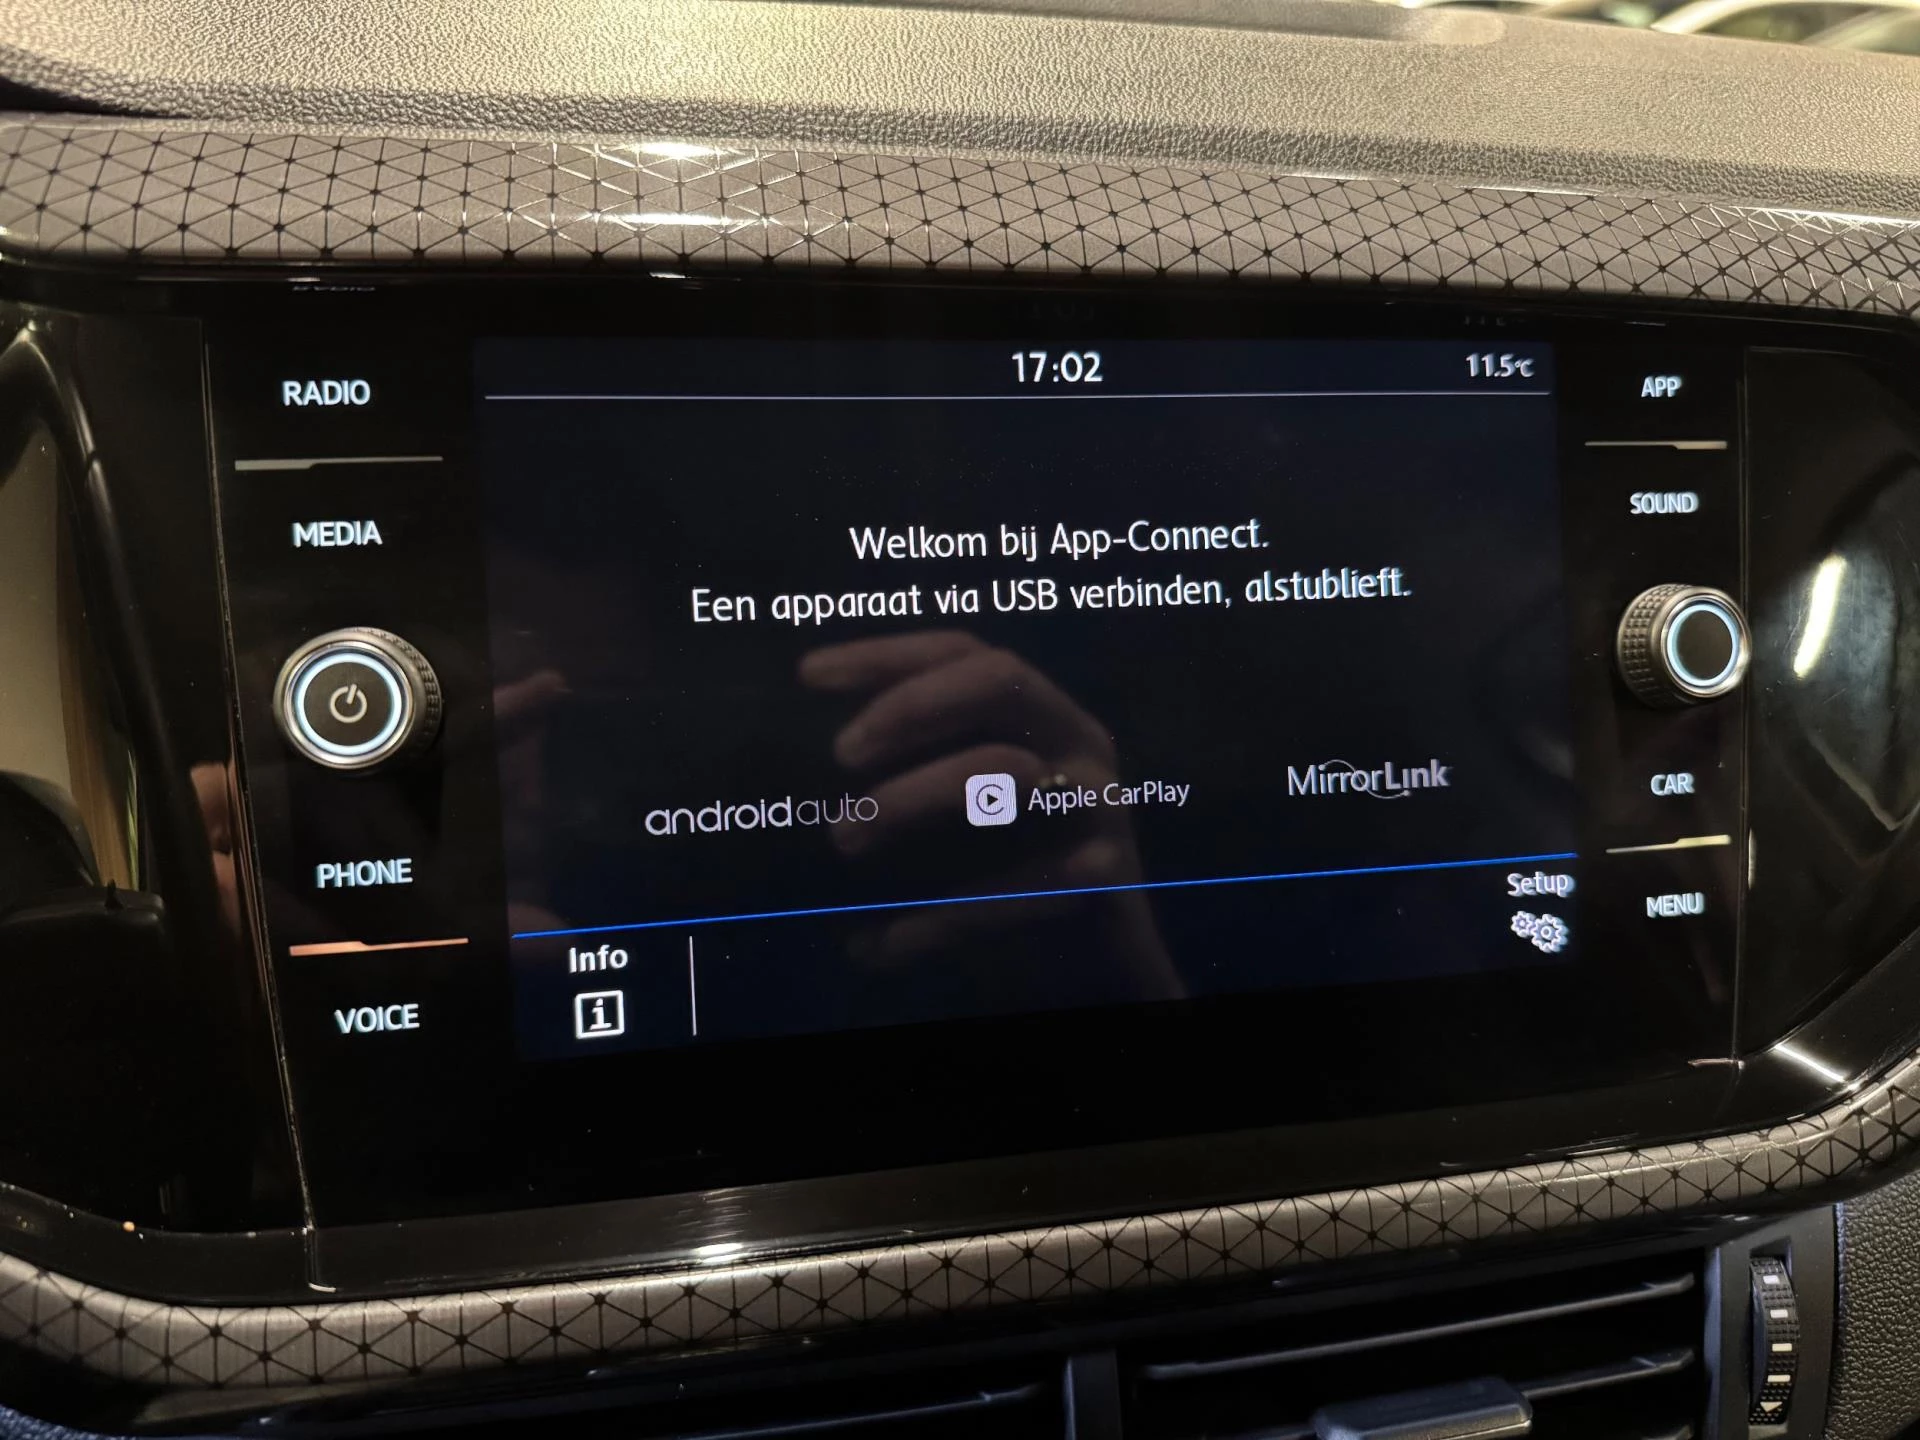 RADIO
MEDIA
PHONE
VOICE
17:02
11.5°C
Welkom bij App-Connect.
Een apparaat via USB verbinden, alstublieft.
androidauto
Apple CarPlay
MirrorLink
Info
i
Setup
APP
SOUND
CAR
MENU